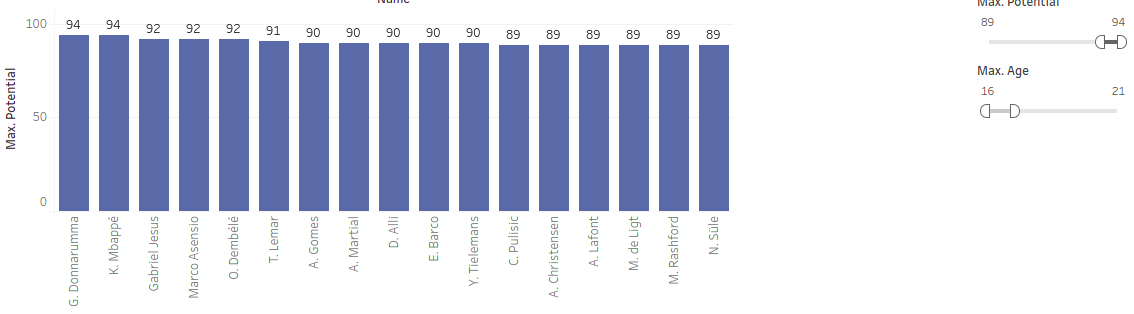 Name
Max. Potential
89 94
Max. Age
16 21
Max. Potential
100
50
0
94 94 92 92 92 91 90 90 90 90 90 89 89 89 89 89 89
G. Donnarumma
K. Mbappé
Gabriel Jesus
Marco Asensio
O. Dembélé
T. Lemar
A. Gomes
A. Martial
D. Alli
E. Barco
Y. Tielemans
C. Pulisic
A. Christensen
A. Lafont
M. de Ligt
M. Rashford
N. Süle